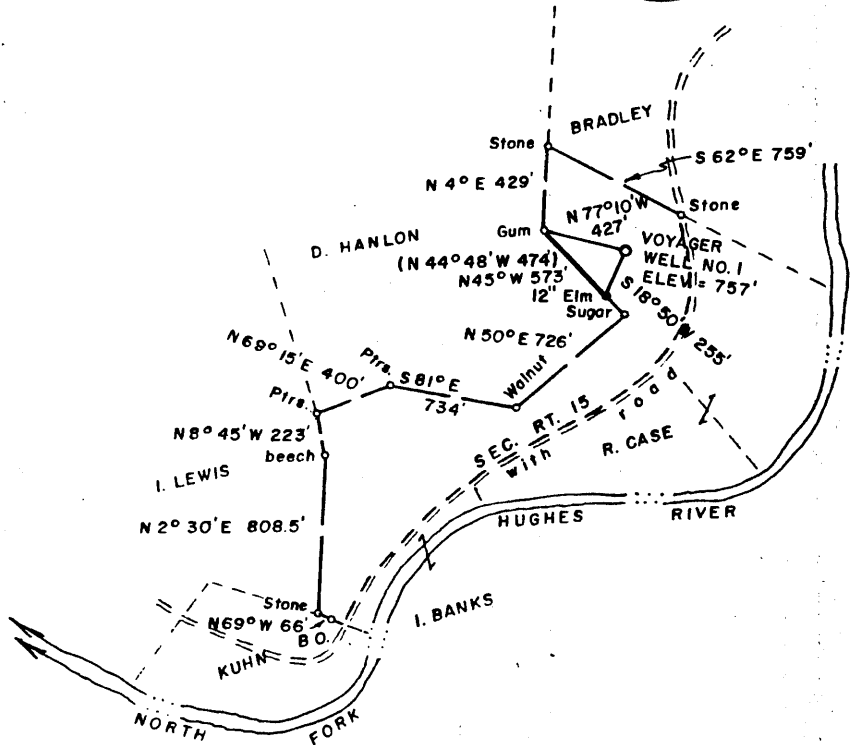 BRADLEY
Stone
S 62° E 759'
N 4° E 429'
Stone
N 77° 10' W
427'
Gum
VOYAGER
WELL NO. 1
ELEV = 757'
D. HANLON
(N 44° 48' W 474')
N 45° W 573'
12" Elm
Sugar
S 18° 50' W 255'
N 50° E 726'
N 69° 15' E 400'
Ptrs.
S 81° E
734'
Walnut
Ptrs.
N 8° 45' W 223'
beech
SEC. RT. 15
with road
R. CASE
I. LEWIS
HUGHES RIVER
N 2° 30' E 808.5'
Stone
N 69° W 66'
B O.
I. BANKS
KUHN
NORTH FORK